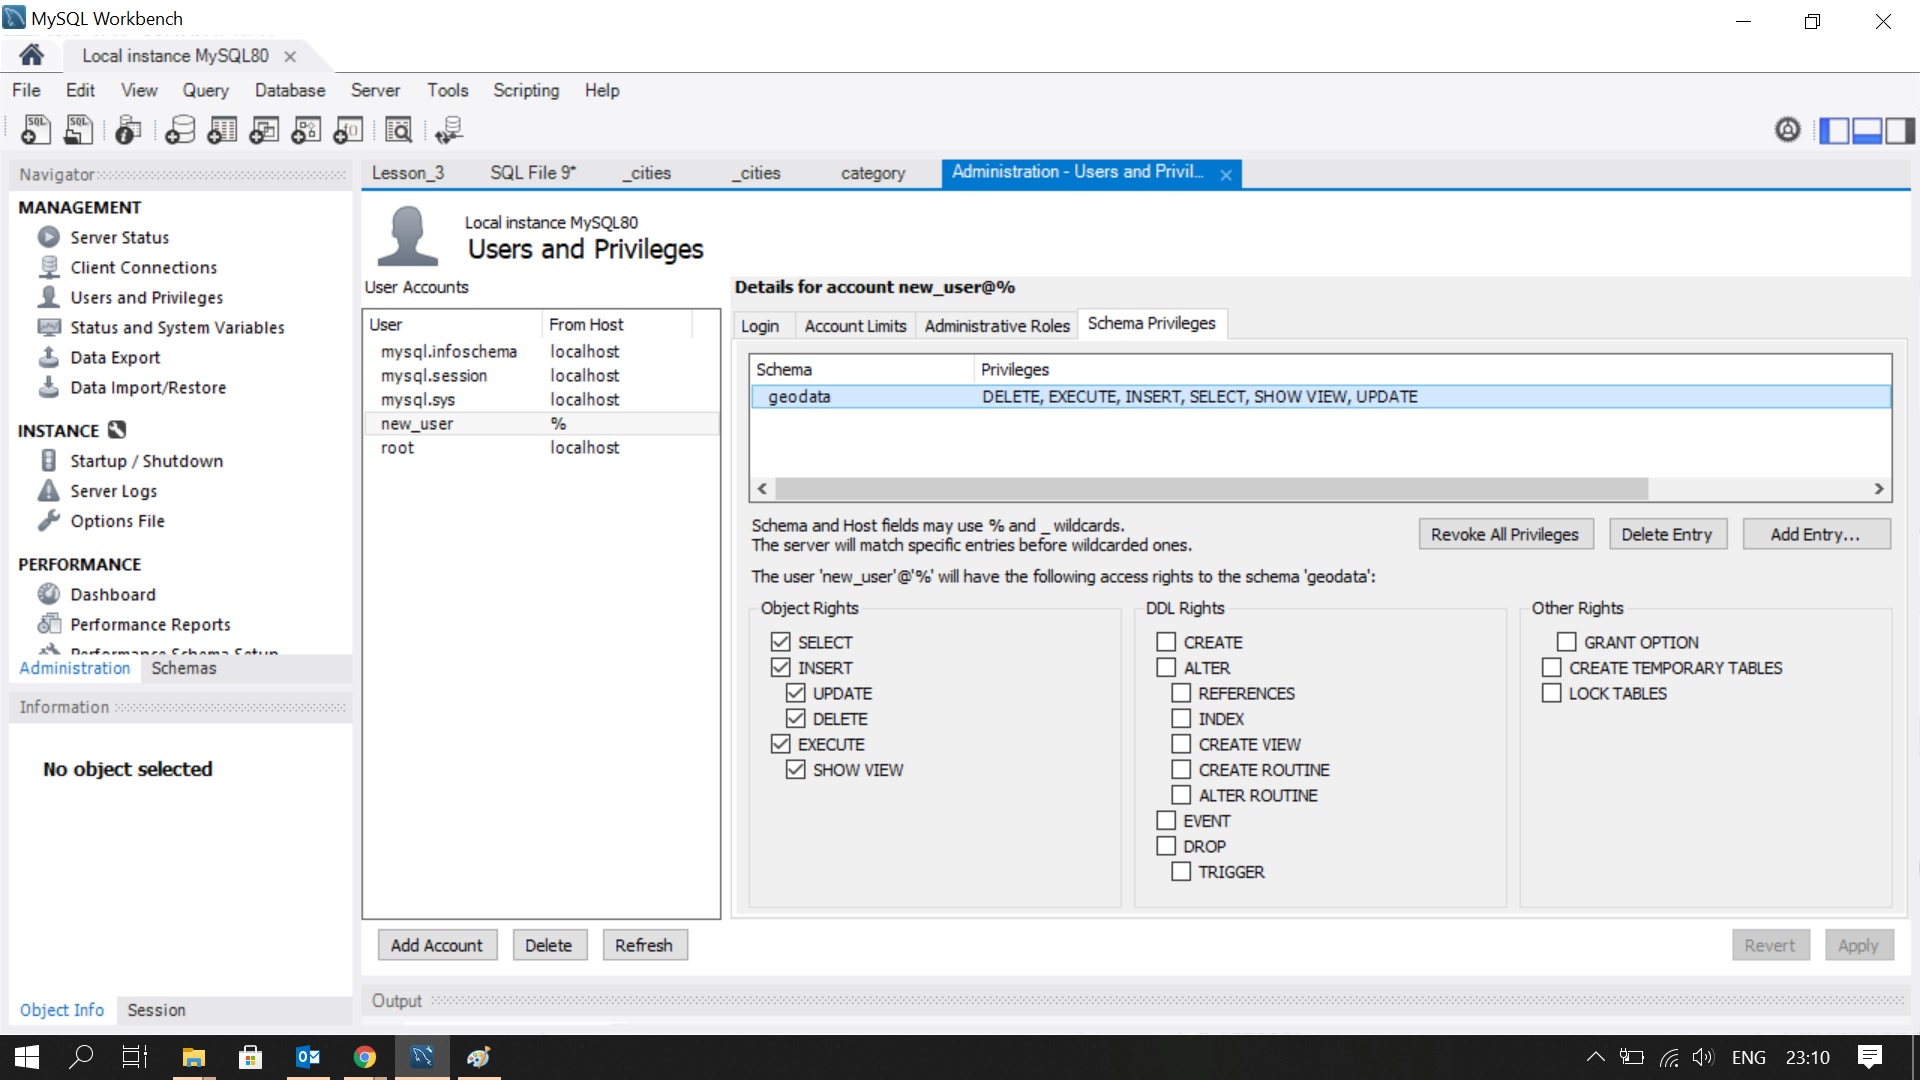 MySQL Workbench
Local instance MySQL80
File Edit View Query Database Server Tools Scripting Help
SQL SQL
Navigator
MANAGEMENT
Server Status
Client Connections
Users and Privileges
Status and System Variables
Data Export
Data Import/Restore
INSTANCE
Startup / Shutdown
Server Logs
Options File
PERFORMANCE
Dashboard
Performance Reports
Performance Schema Setup
Administration Schemas
Information
No object selected
Object Info Session
Lesson_3 SQL File 9* _cities _cities category Administration - Users and Privil...
Local instance MySQL80
Users and Privileges
User Accounts
User From Host
mysql.infoschema localhost
mysql.session localhost
mysql.sys localhost
new_user %
root localhost
Add Account Delete Refresh
Details for account new_user@%
Login Account Limits Administrative Roles Schema Privileges
Schema Privileges
geodata DELETE, EXECUTE, INSERT, SELECT, SHOW VIEW, UPDATE
Schema and Host fields may use % and _ wildcards.
The server will match specific entries before wildcarded ones.
Revoke All Privileges Delete Entry Add Entry...
The user 'new_user'@'%' will have the following access rights to the schema 'geodata':
Object Rights
SELECT
INSERT
UPDATE
DELETE
EXECUTE
SHOW VIEW
DDL Rights
CREATE
ALTER
REFERENCES
INDEX
CREATE VIEW
CREATE ROUTINE
ALTER ROUTINE
EVENT
DROP
TRIGGER
Other Rights
GRANT OPTION
CREATE TEMPORARY TABLES
LOCK TABLES
Revert Apply
Output
ENG 23:10